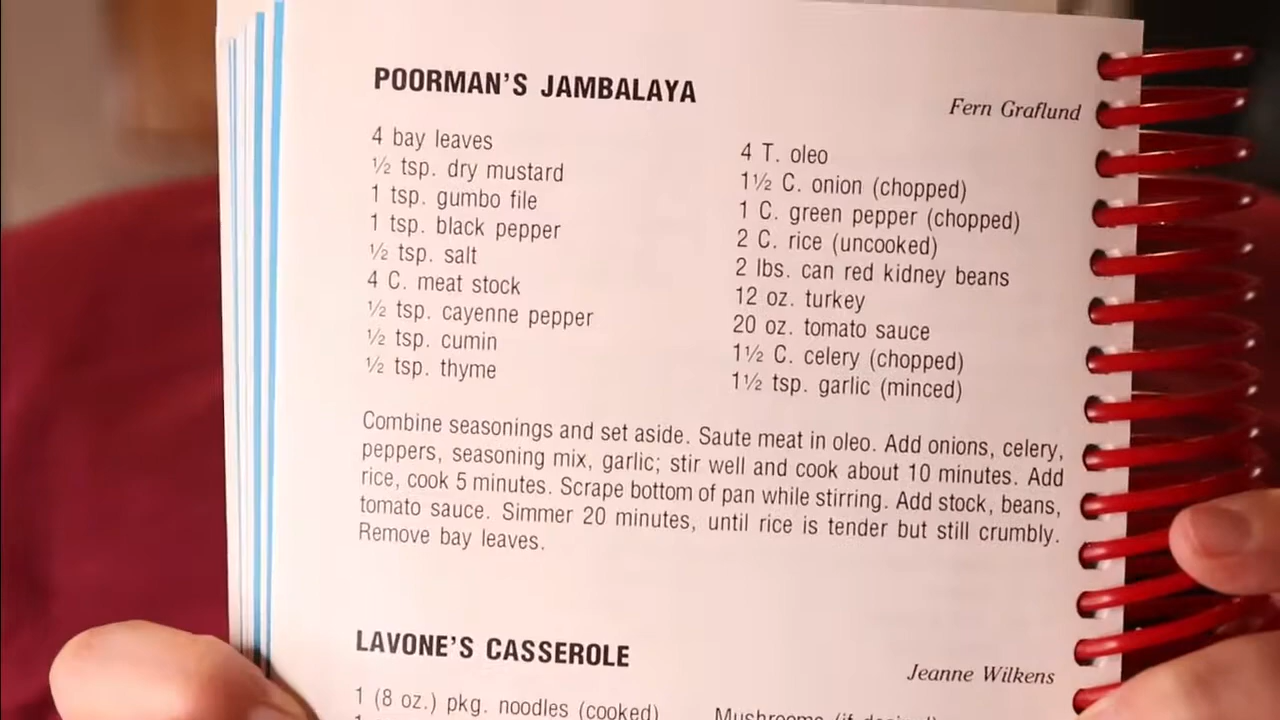 POORMAN'S JAMBALAYA
Fern Graflund
4 bay leaves
½ tsp. dry mustard
1 tsp. gumbo file
1 tsp. black pepper
½ tsp. salt
4 C. meat stock
½ tsp. cayenne pepper
½ tsp. cumin
½ tsp. thyme
4 T. oleo
1½ C. onion (chopped)
1 C. green pepper (chopped)
2 C. rice (uncooked)
2 lbs. can red kidney beans
12 oz. turkey
20 oz. tomato sauce
1½ C. celery (chopped)
1½ tsp. garlic (minced)
Combine seasonings and set aside. Saute meat in oleo. Add onions, celery,
peppers, seasoning mix, garlic; stir well and cook about 10 minutes. Add
rice, cook 5 minutes. Scrape bottom of pan while stirring. Add stock, beans,
tomato sauce. Simmer 20 minutes, until rice is tender but still crumbly.
Remove bay leaves.
LAVONE'S CASSEROLE
Jeanne Wilkens
1 (8 oz.) pkg. noodles (cooked)
Mushrooms (if desired)